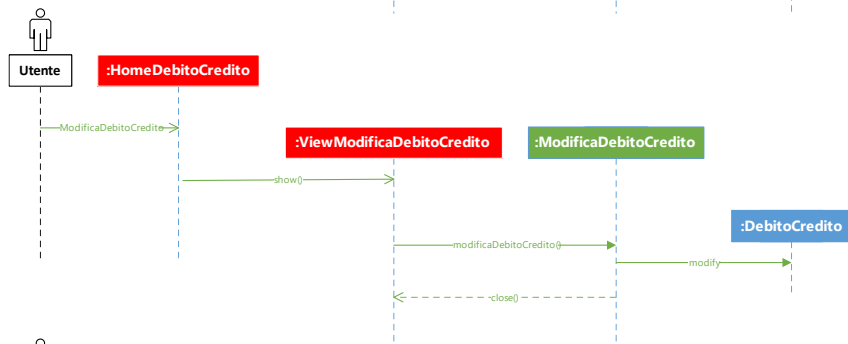 Utente
:HomeDebitoCredito
ModificaDebitoCredito
:ViewModificaDebitoCredito
:ModificaDebitoCredito
show()
:DebitoCredito
modificaDebitoCredito()
modify
close()